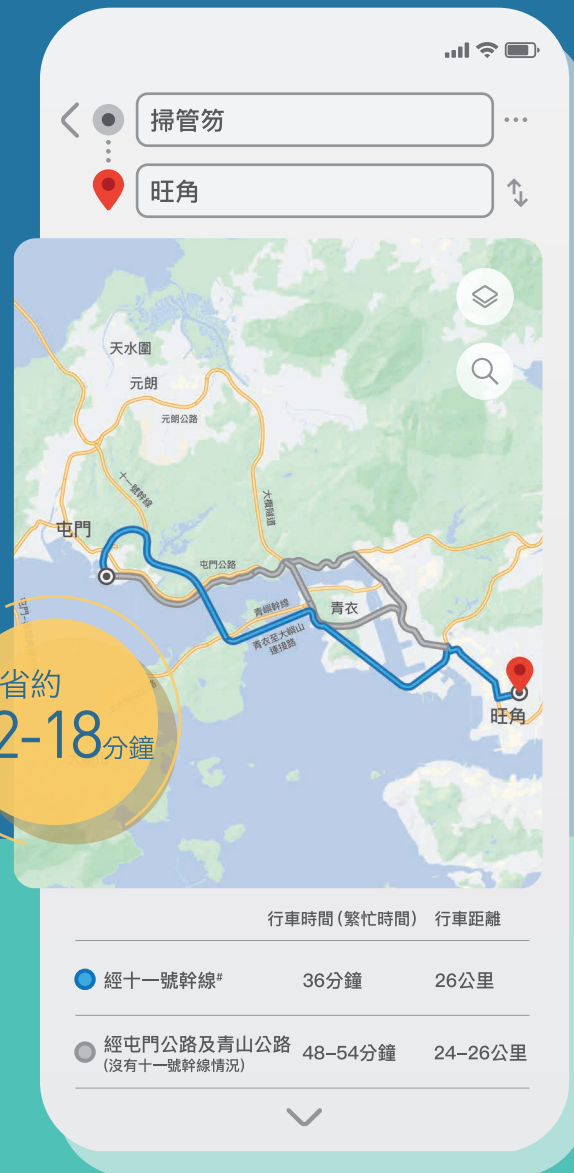 掃管笏
旺角
天水圍
元朗
元朗公路
十一號幹線
大欖隧道
屯門
屯門公路
青嶼幹線
青衣
青衣至大嶼山
連接路
旺角
省約
2-18分鐘
行車時間(繁忙時間) 行車距離
經十一號幹線# 36分鐘 26公里
經屯門公路及青山公路 48–54分鐘 24–26公里
(沒有十一號幹線情況)